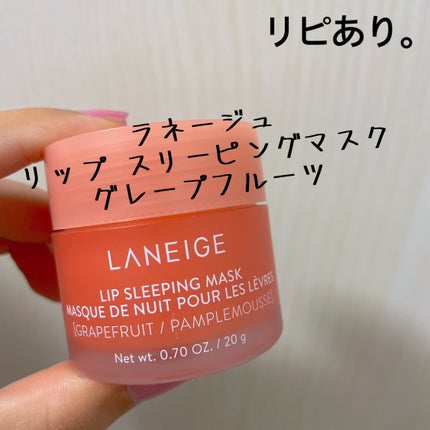 リピあり。
ラネージュ
リップ スリーピングマスク
グレープフルーツ
LANEIGE
LIP SLEEPING MASK
MASQUE DE NUIT POUR LES LÈVRES
[GRAPEFRUIT / PAMPLEMOUSSE]
Net wt. 0.70 OZ. / 20 g